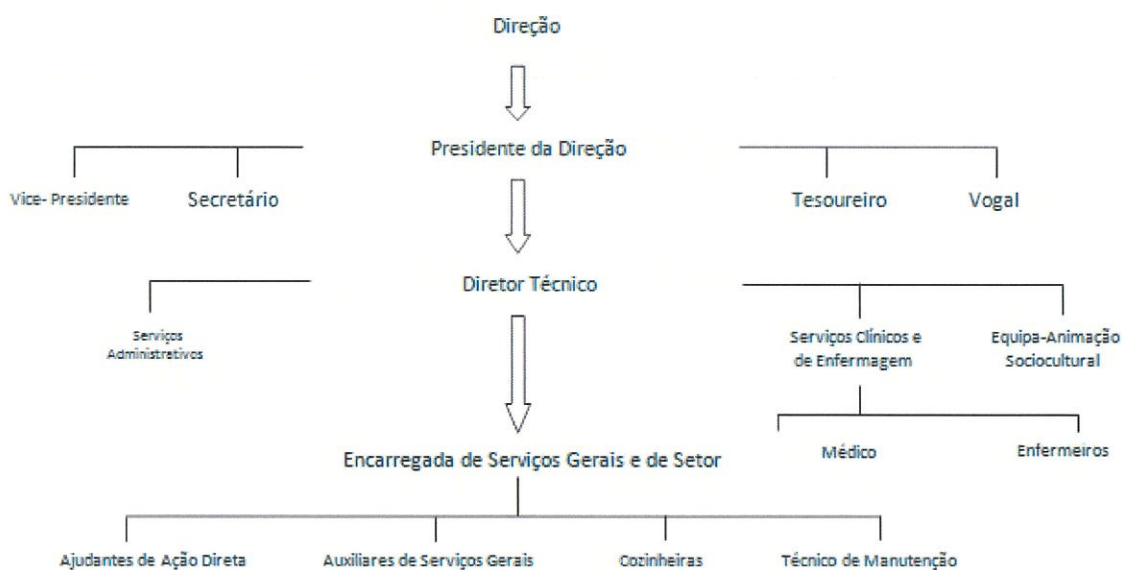 Direção
Presidente da Direção
Vice- Presidente
Secretário
Tesoureiro
Vogal
Diretor Técnico
Serviços
Administrativos
Serviços Clínicos e
de Enfermagem
Equipa-Animação
Sociocultural
Médico
Enfermeiros
Encarregada de Serviços Gerais e de Setor
Ajudantes de Ação Direta
Auxiliares de Serviços Gerais
Cozinheiras
Técnico de Manutenção